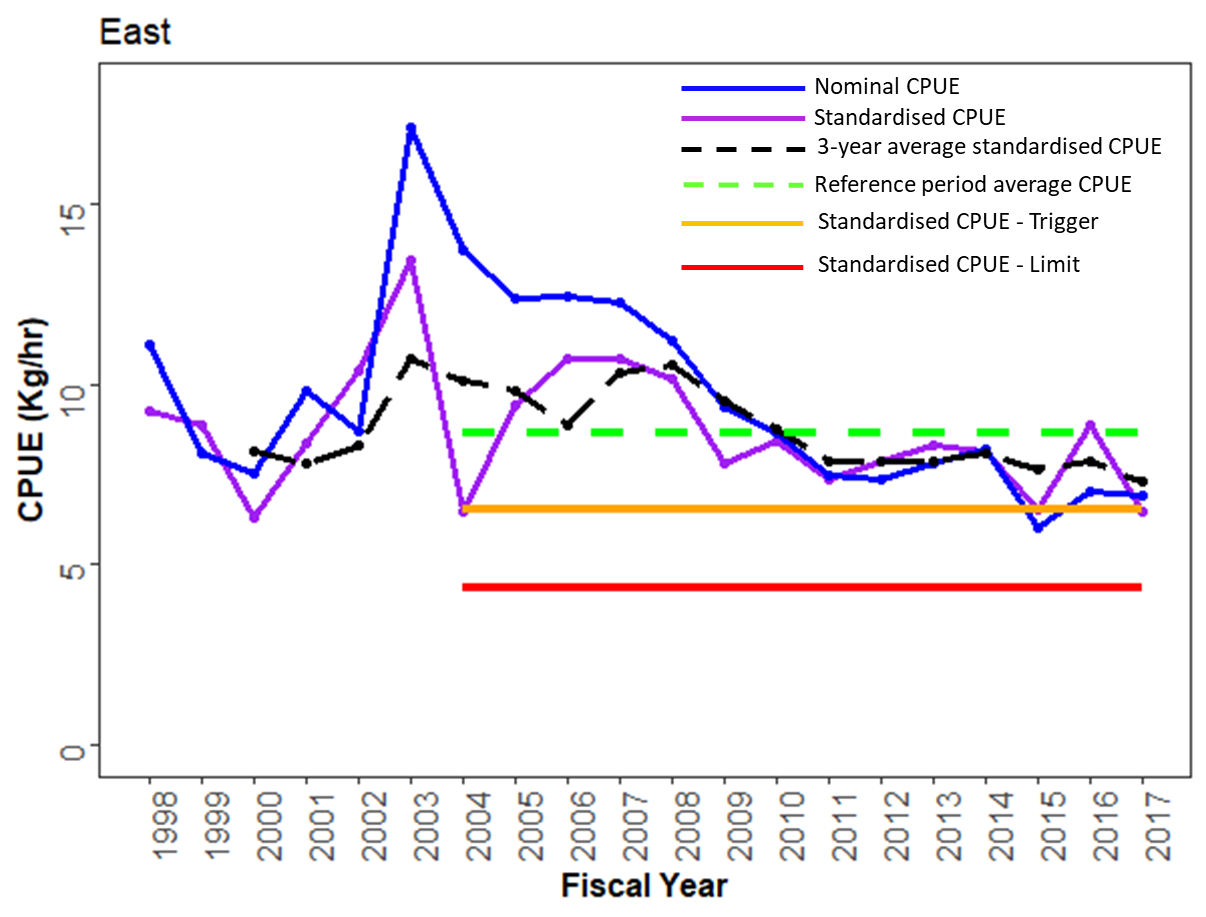 East
Nominal CPUE
Standardised CPUE
3-year average standardised CPUE
Reference period average CPUE
Standardised CPUE - Trigger
Standardised CPUE - Limit
CPUE (Kg/hr)
15
10
5
0
1998
1999
2000
2001
2002
2003
2004
2005
2006
2007
2008
2009
2010
2011
2012
2013
2014
2015
2016
2017
Fiscal Year